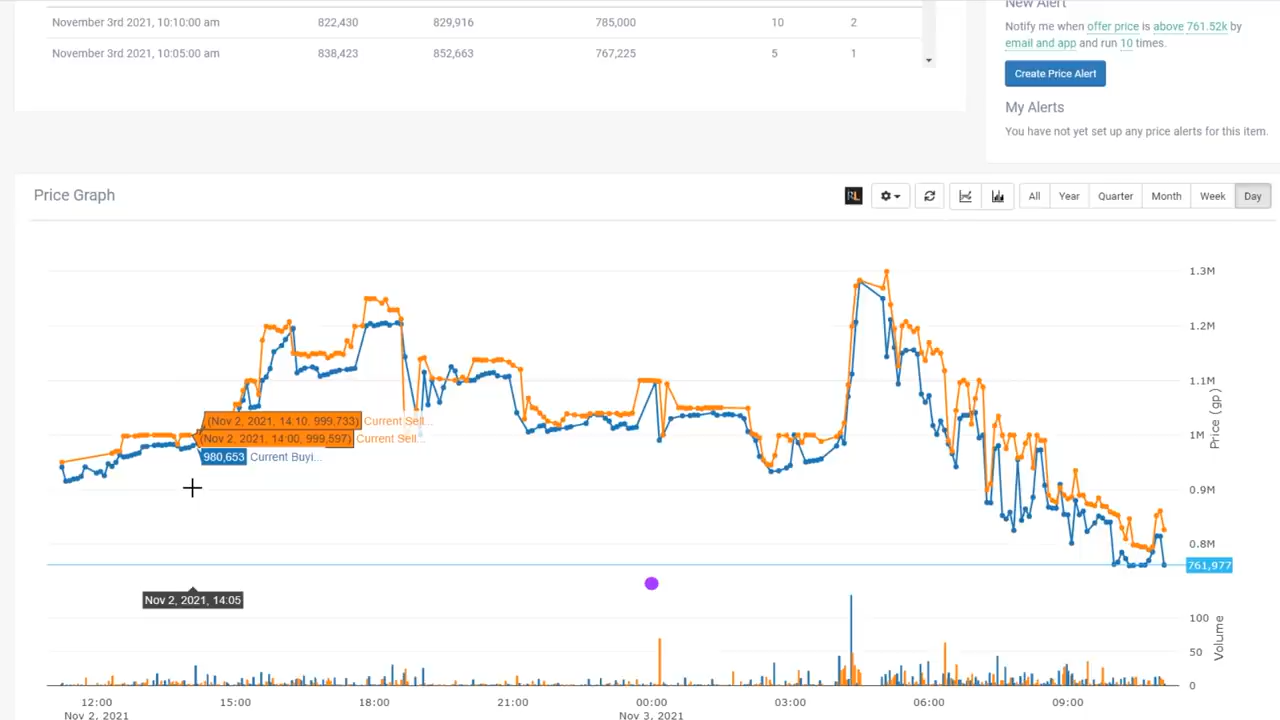 New Alert
November 3rd 2021, 10:10:00 am 822,430 829,916 785,000 10 2
Notify me when offer price is above 761.52k by
email and app and run 10 times.
November 3rd 2021, 10:05:00 am 838,423 852,663 767,225 5 1
Create Price Alert
My Alerts
You have not yet set up any price alerts for this item.
Price Graph
RL
All Year Quarter Month Week Day
1.3M
1.2M
1.1M
1M
0.9M
0.8M
Price (gp)
(Nov 2, 2021, 14:10, 999,733) Current Sell...
(Nov 2, 2021, 14:00, 999,597) Current Sell...
980,653 Current Buyi...
761,977
Nov 2, 2021, 14:05
100
50
0
Volume
12:00 15:00 18:00 21:00 00:00 03:00 06:00 09:00
Nov 2, 2021 Nov 3, 2021